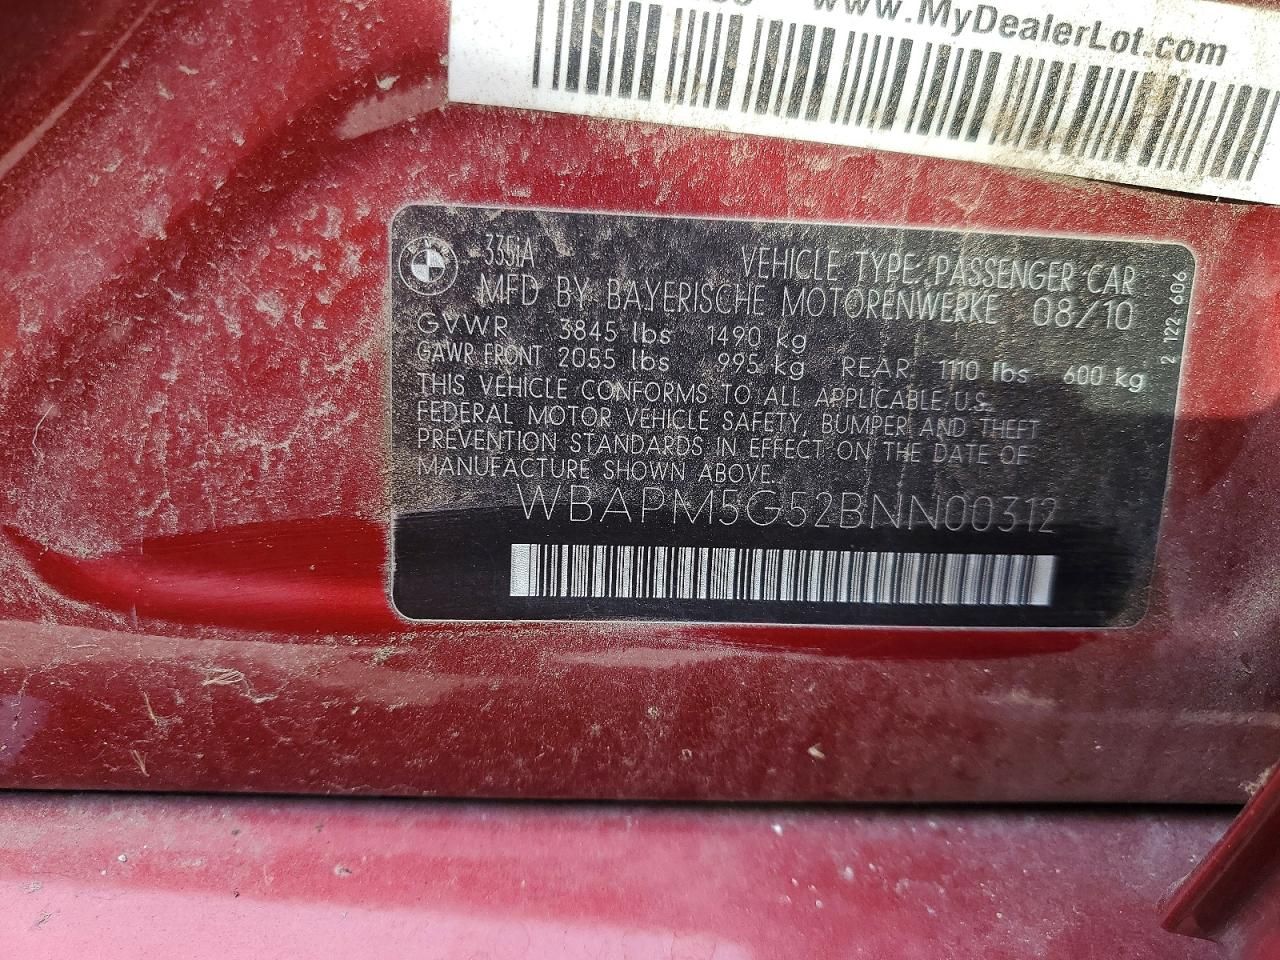 www.MyDealerLot.com
335iA
VEHICLE TYPE: PASSENGER CAR
MFD BY BAYERISCHE MOTORENWERKE 08/10
GVWR 3845 lbs 1490 kg
GAWR FRONT 2055 lbs 995 kg REAR 1110 lbs 600 kg
THIS VEHICLE CONFORMS TO ALL APPLICABLE U.S.
FEDERAL MOTOR VEHICLE SAFETY, BUMPER AND THEFT
PREVENTION STANDARDS IN EFFECT ON THE DATE OF
MANUFACTURE SHOWN ABOVE.
WBAPM5G52BNN00312
2 122 606